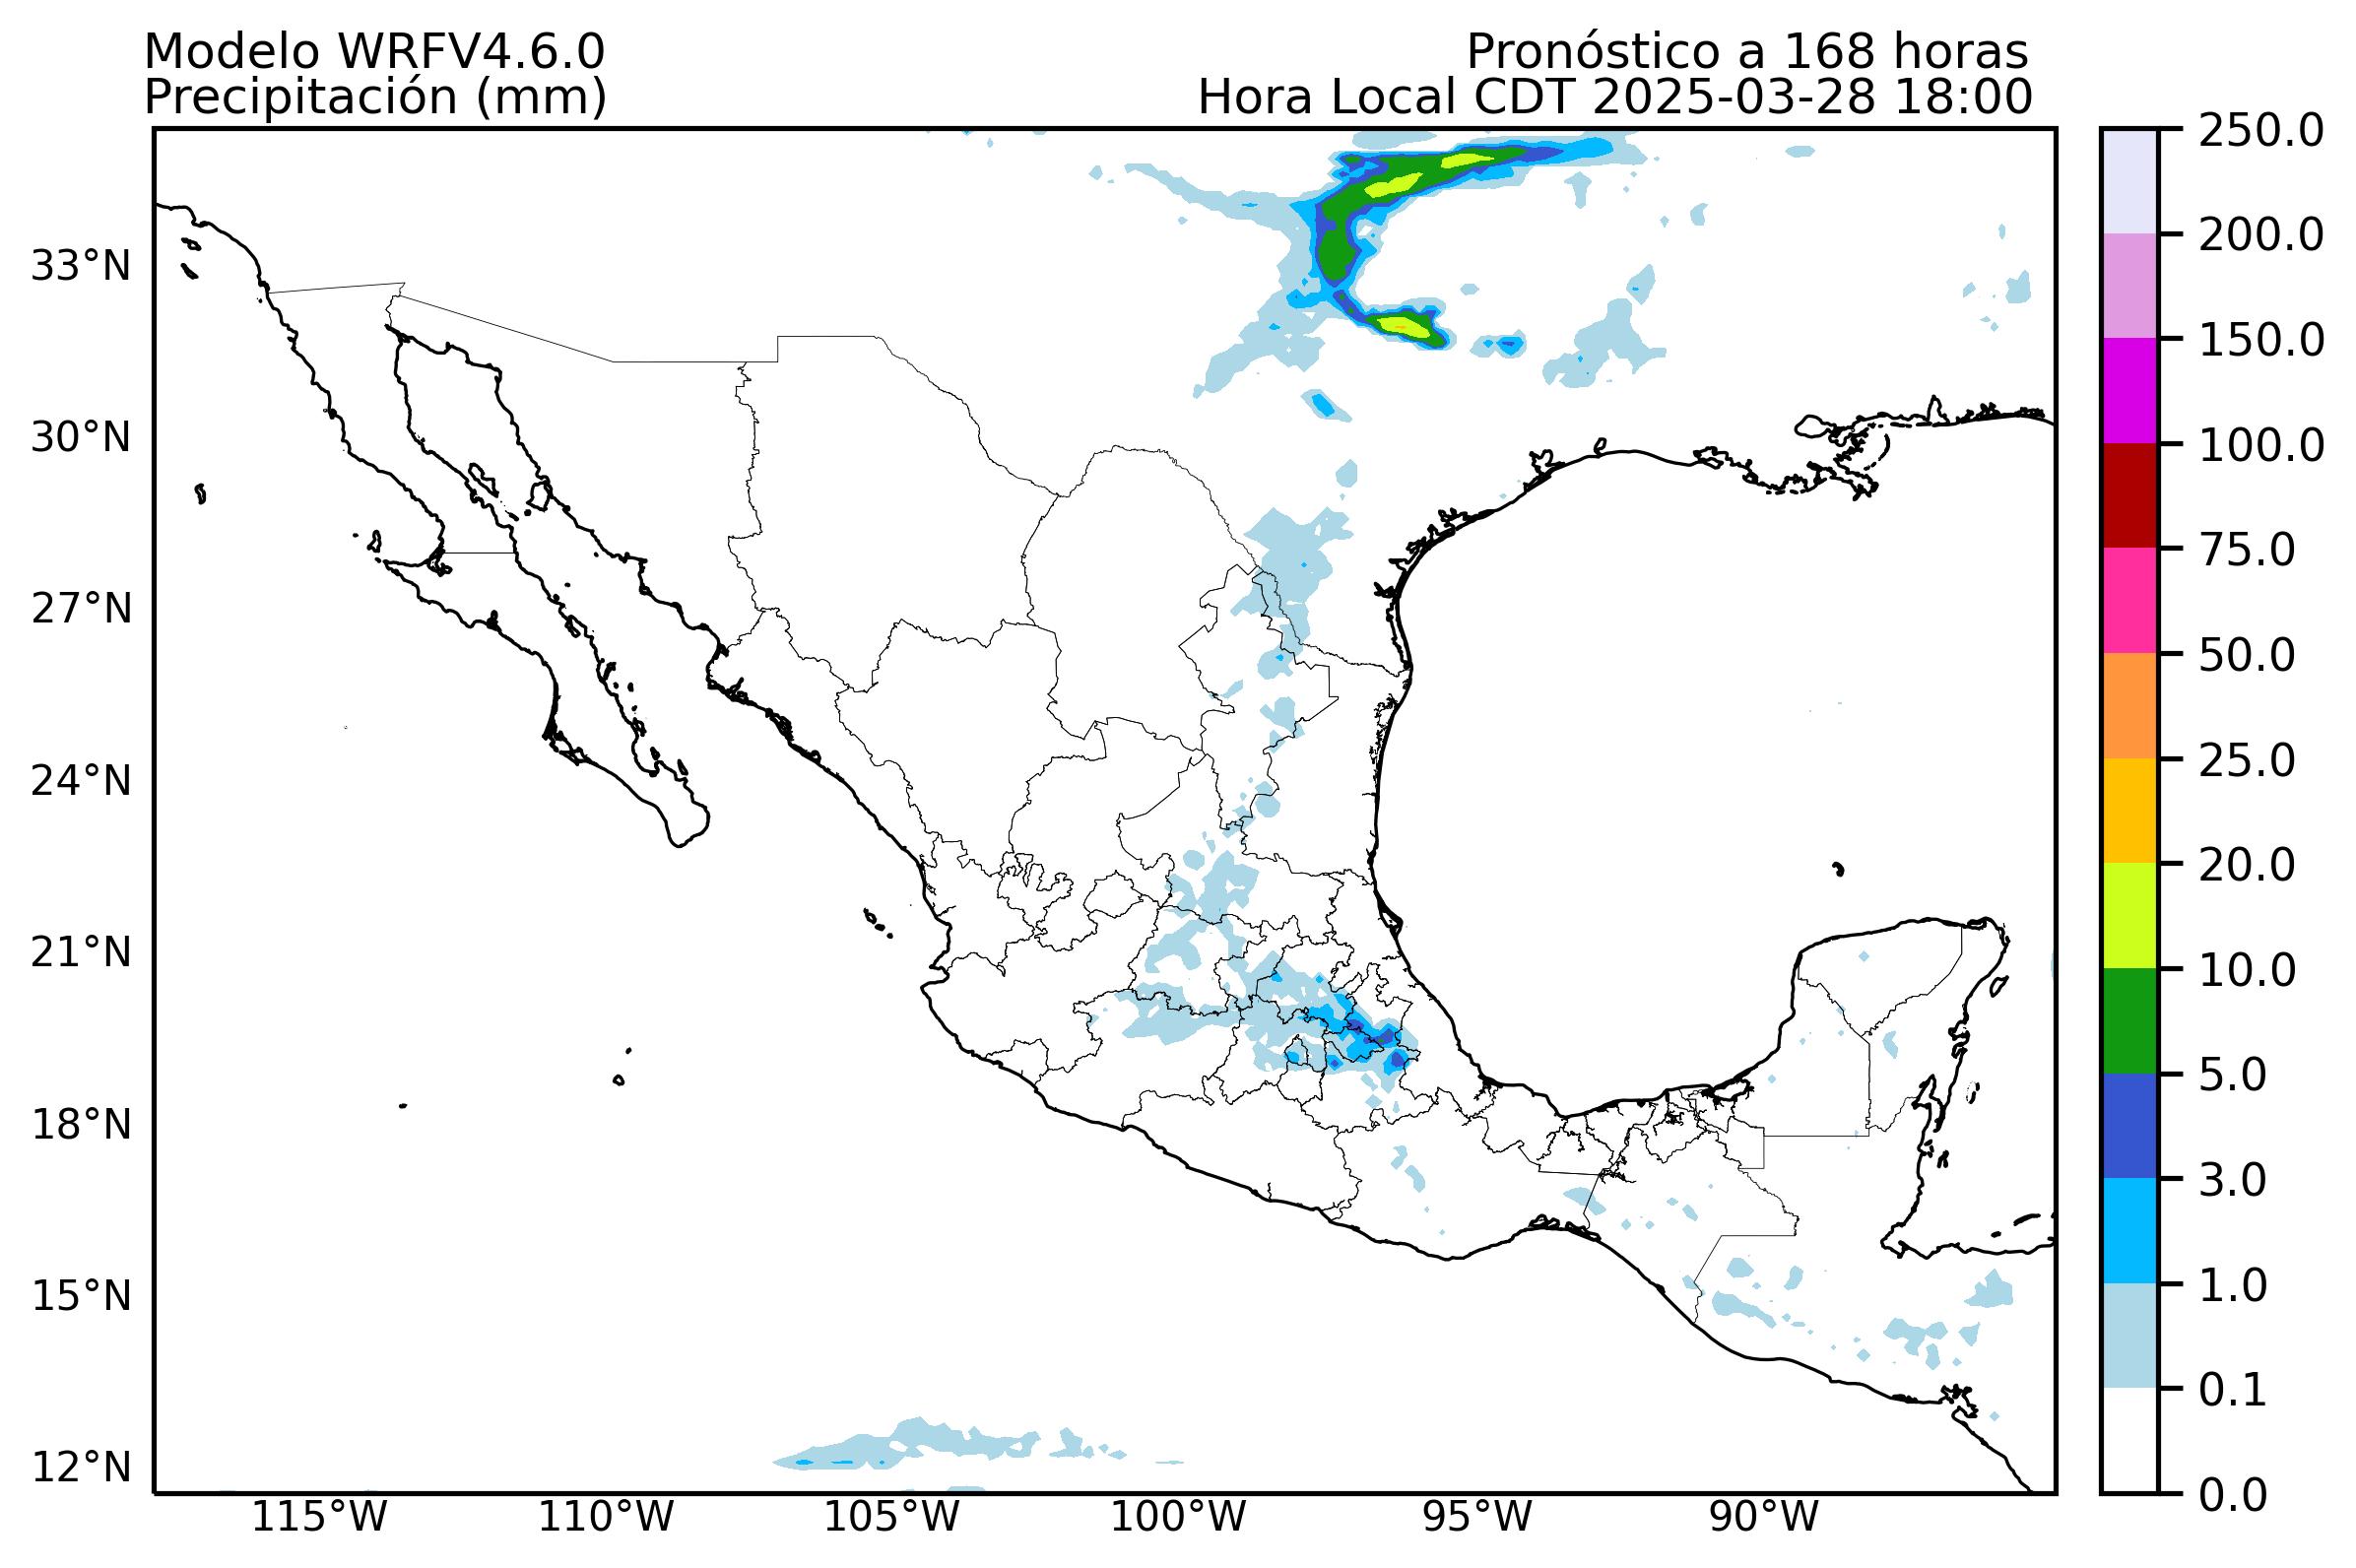 Modelo WRFV4.6.0
Precipitación (mm)
Pronóstico a 168 horas
Hora Local CDT 2025-03-28 18:00
33°N
30°N
27°N
24°N
21°N
18°N
15°N
12°N
115°W
110°W
105°W
100°W
95°W
90°W
250.0
200.0
150.0
100.0
75.0
50.0
25.0
20.0
10.0
5.0
3.0
1.0
0.1
0.0